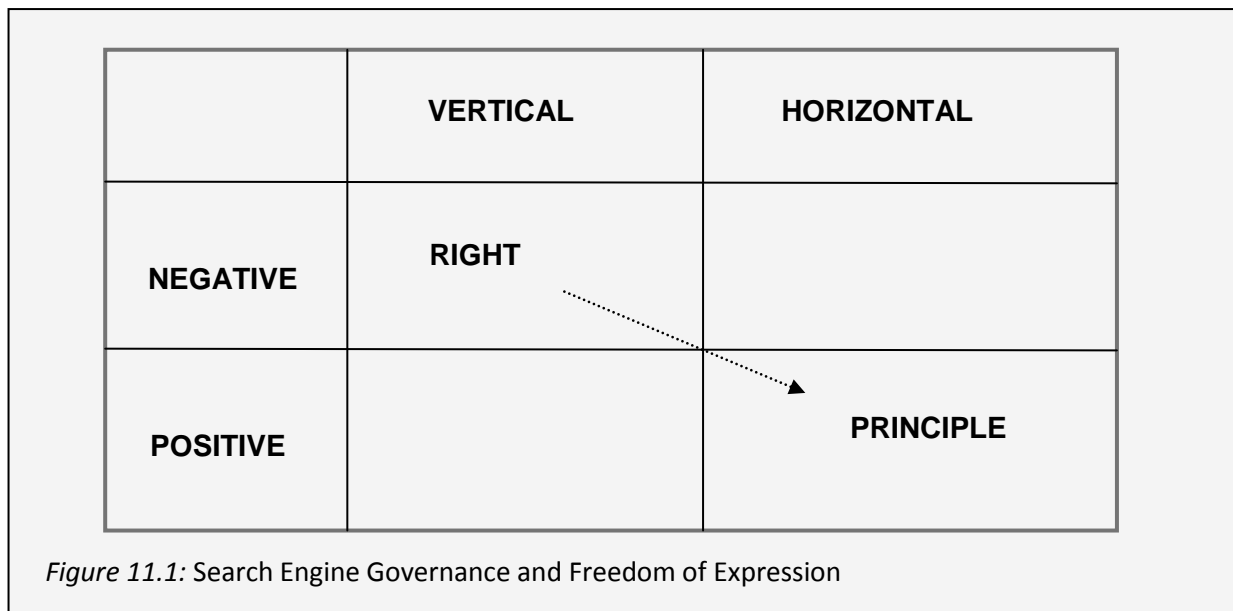 VERTICAL HORIZONTAL
RIGHT
NEGATIVE
PRINCIPLE
POSITIVE
Figure 11.1: Search Engine Governance and Freedom of Expression